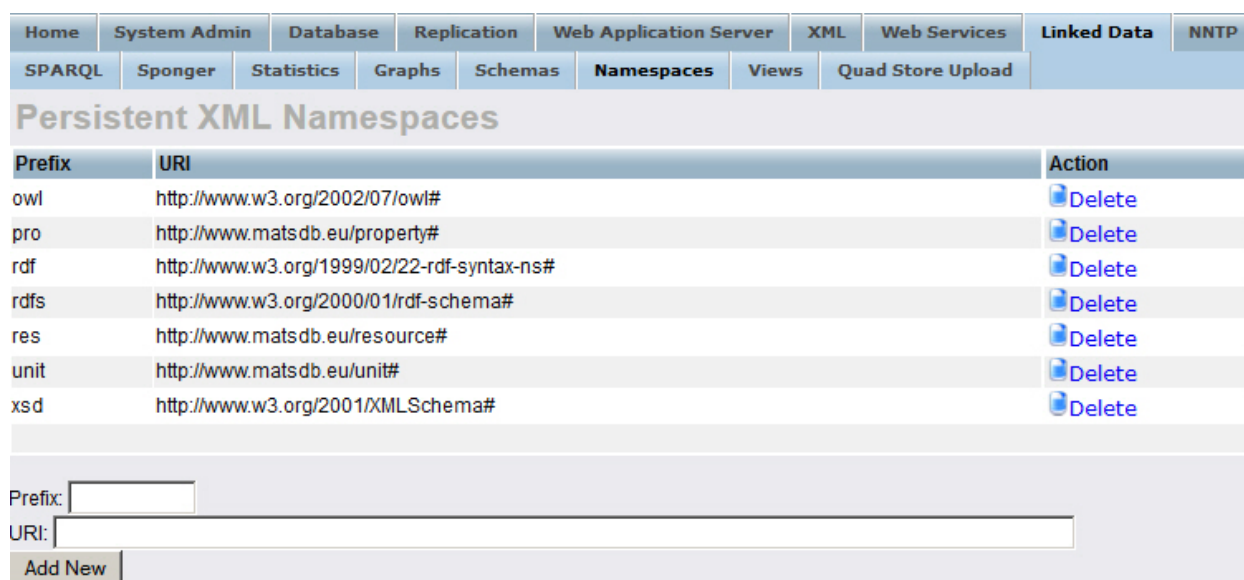 Home System Admin Database Replication Web Application Server XML Web Services Linked Data NNTP
SPARQL Sponger Statistics Graphs Schemas Namespaces Views Quad Store Upload
Persistent XML Namespaces
Prefix URI Action
owl http://www.w3.org/2002/07/owl# Delete
pro http://www.matsdb.eu/property# Delete
rdf http://www.w3.org/1999/02/22-rdf-syntax-ns# Delete
rdfs http://www.w3.org/2000/01/rdf-schema# Delete
res http://www.matsdb.eu/resource# Delete
unit http://www.matsdb.eu/unit# Delete
xsd http://www.w3.org/2001/XMLSchema# Delete
Prefix:
URI:
Add New